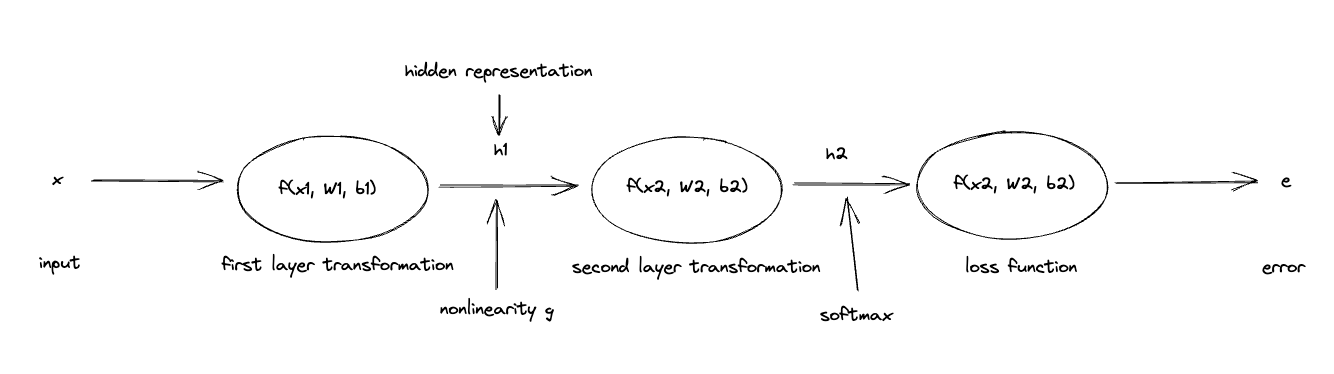 hidden representation
h1
h2
x
f(x1, w1, b1)
f(x2, w2, b2)
f(x2, w2, b2)
e
input
first layer transformation
second layer transformation
loss function
error
nonlinearity g
softmax